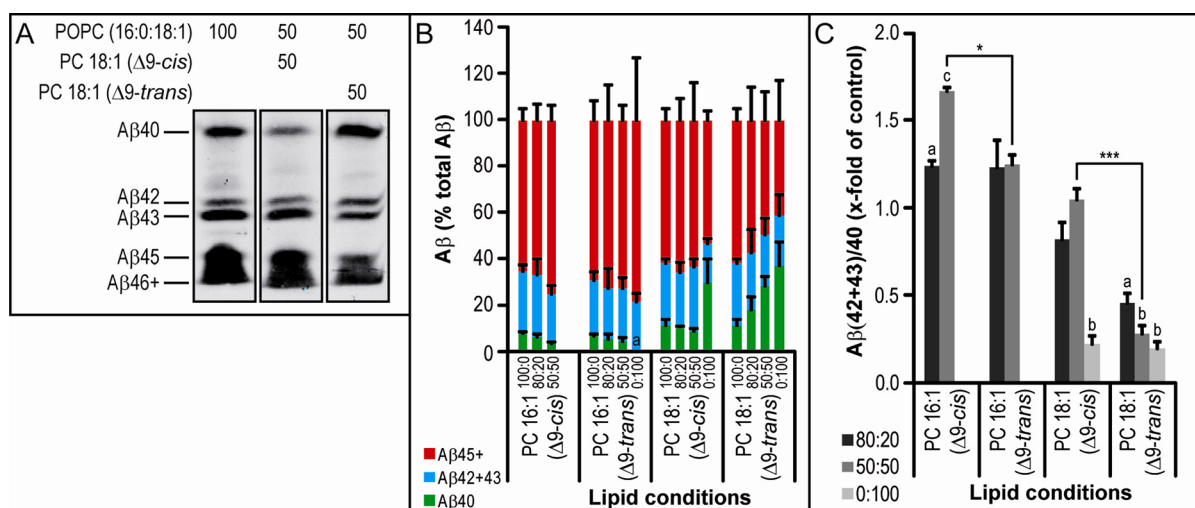 A
POPC (16:0:18:1) 100 50 50
PC 18:1 (Δ9-cis) 50
PC 18:1 (Δ9-trans) 50
Aβ40
Aβ42
Aβ43
Aβ45
Aβ46+
B
Aβ (% total Aβ)
140
120
100
80
60
40
20
0
a
100:0 80:20 50:50 100:0 80:20 50:50 0:100 100:0 80:20 50:50 0:100 100:0 80:20 50:50 0:100
PC 16:1 (Δ9-cis)
PC 16:1 (Δ9-trans)
PC 18:1 (Δ9-cis)
PC 18:1 (Δ9-trans)
Aβ45+
Aβ42+43
Aβ40
Lipid conditions
C
Aβ(42+43)/40 (x-fold of control)
2.0
1.5
1.0
0.5
0.0
* ***
a c b a b b
PC 16:1 (Δ9-cis)
PC 16:1 (Δ9-trans)
PC 18:1 (Δ9-cis)
PC 18:1 (Δ9-trans)
80:20
50:50
0:100
Lipid conditions